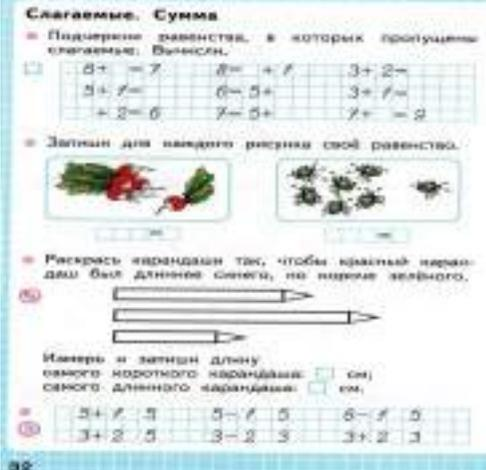 Слагаемые. Сумма
Подчеркни равенства, в которых пропущены
слагаемые. Вычисли.
6+ =7 8= +1 3+2=
5+1= 6=5+ 3+1=
+2=6 7=5+ 7+ =9
Запиши для каждого рисунка своё равенство.
= =
Раскрась карандаши так, чтобы красный каран-
даш был длиннее синего, но короче зелёного.
Измерь и запиши длину
самого короткого карандаша: см;
самого длинного карандаша: см.
5+1 5 5-1 5 6-1 5
3+2 5 3-2 3 3+2 3
32